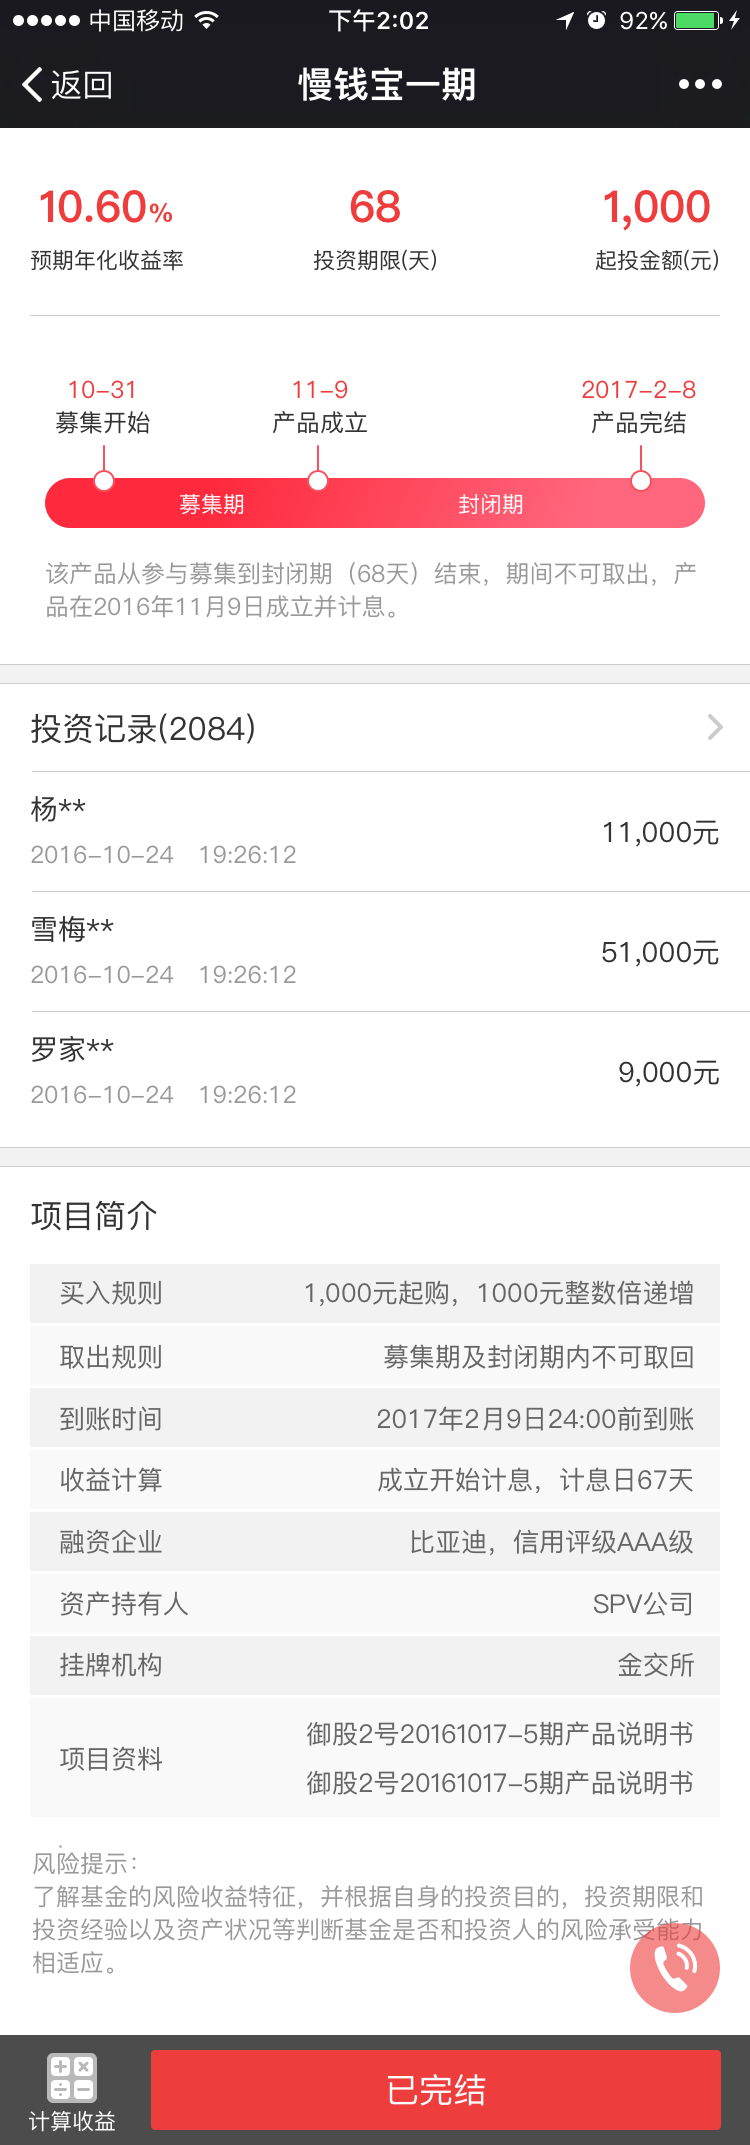 中国移动 下午2:02 92%
返回 慢钱宝一期
10.60% 68 1,000
预期年化收益率 投资期限(天) 起投金额(元)
10-31 11-9 2017-2-8
募集开始 产品成立 产品完结
募集期 封闭期
该产品从参与募集到封闭期（68天）结束，期间不可取出，产
品在2016年11月9日成立并计息。
投资记录(2084)
杨**
2016-10-24 19:26:12 11,000元
雪梅**
2016-10-24 19:26:12 51,000元
罗家**
2016-10-24 19:26:12 9,000元
项目简介
买入规则 1,000元起购，1000元整数倍递增
取出规则 募集期及封闭期内不可取回
到账时间 2017年2月9日24:00前到账
收益计算 成立开始计息，计息日67天
融资企业 比亚迪，信用评级AAA级
资产持有人 SPV公司
挂牌机构 金交所
项目资料 御股2号20161017-5期产品说明书
御股2号20161017-5期产品说明书
风险提示：
了解基金的风险收益特征，并根据自身的投资目的，投资期限和
投资经验以及资产状况等判断基金是否和投资人的风险承受能力
相适应。
计算收益 已完结